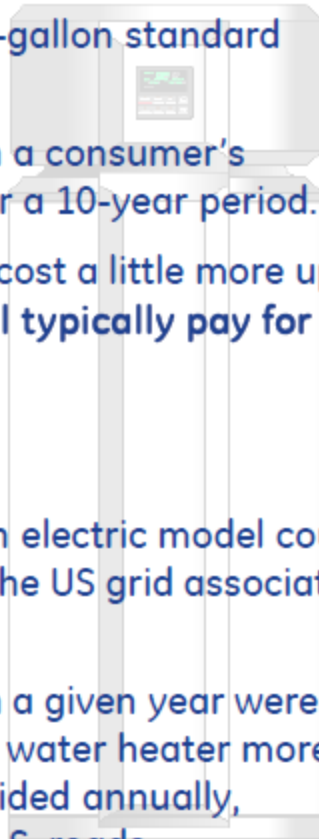 -gallon standard
a consumer's
r a 10-year period.
cost a little more u
l typically pay for
n electric model co
he US grid associat
a given year were
water heater more
ided annually,